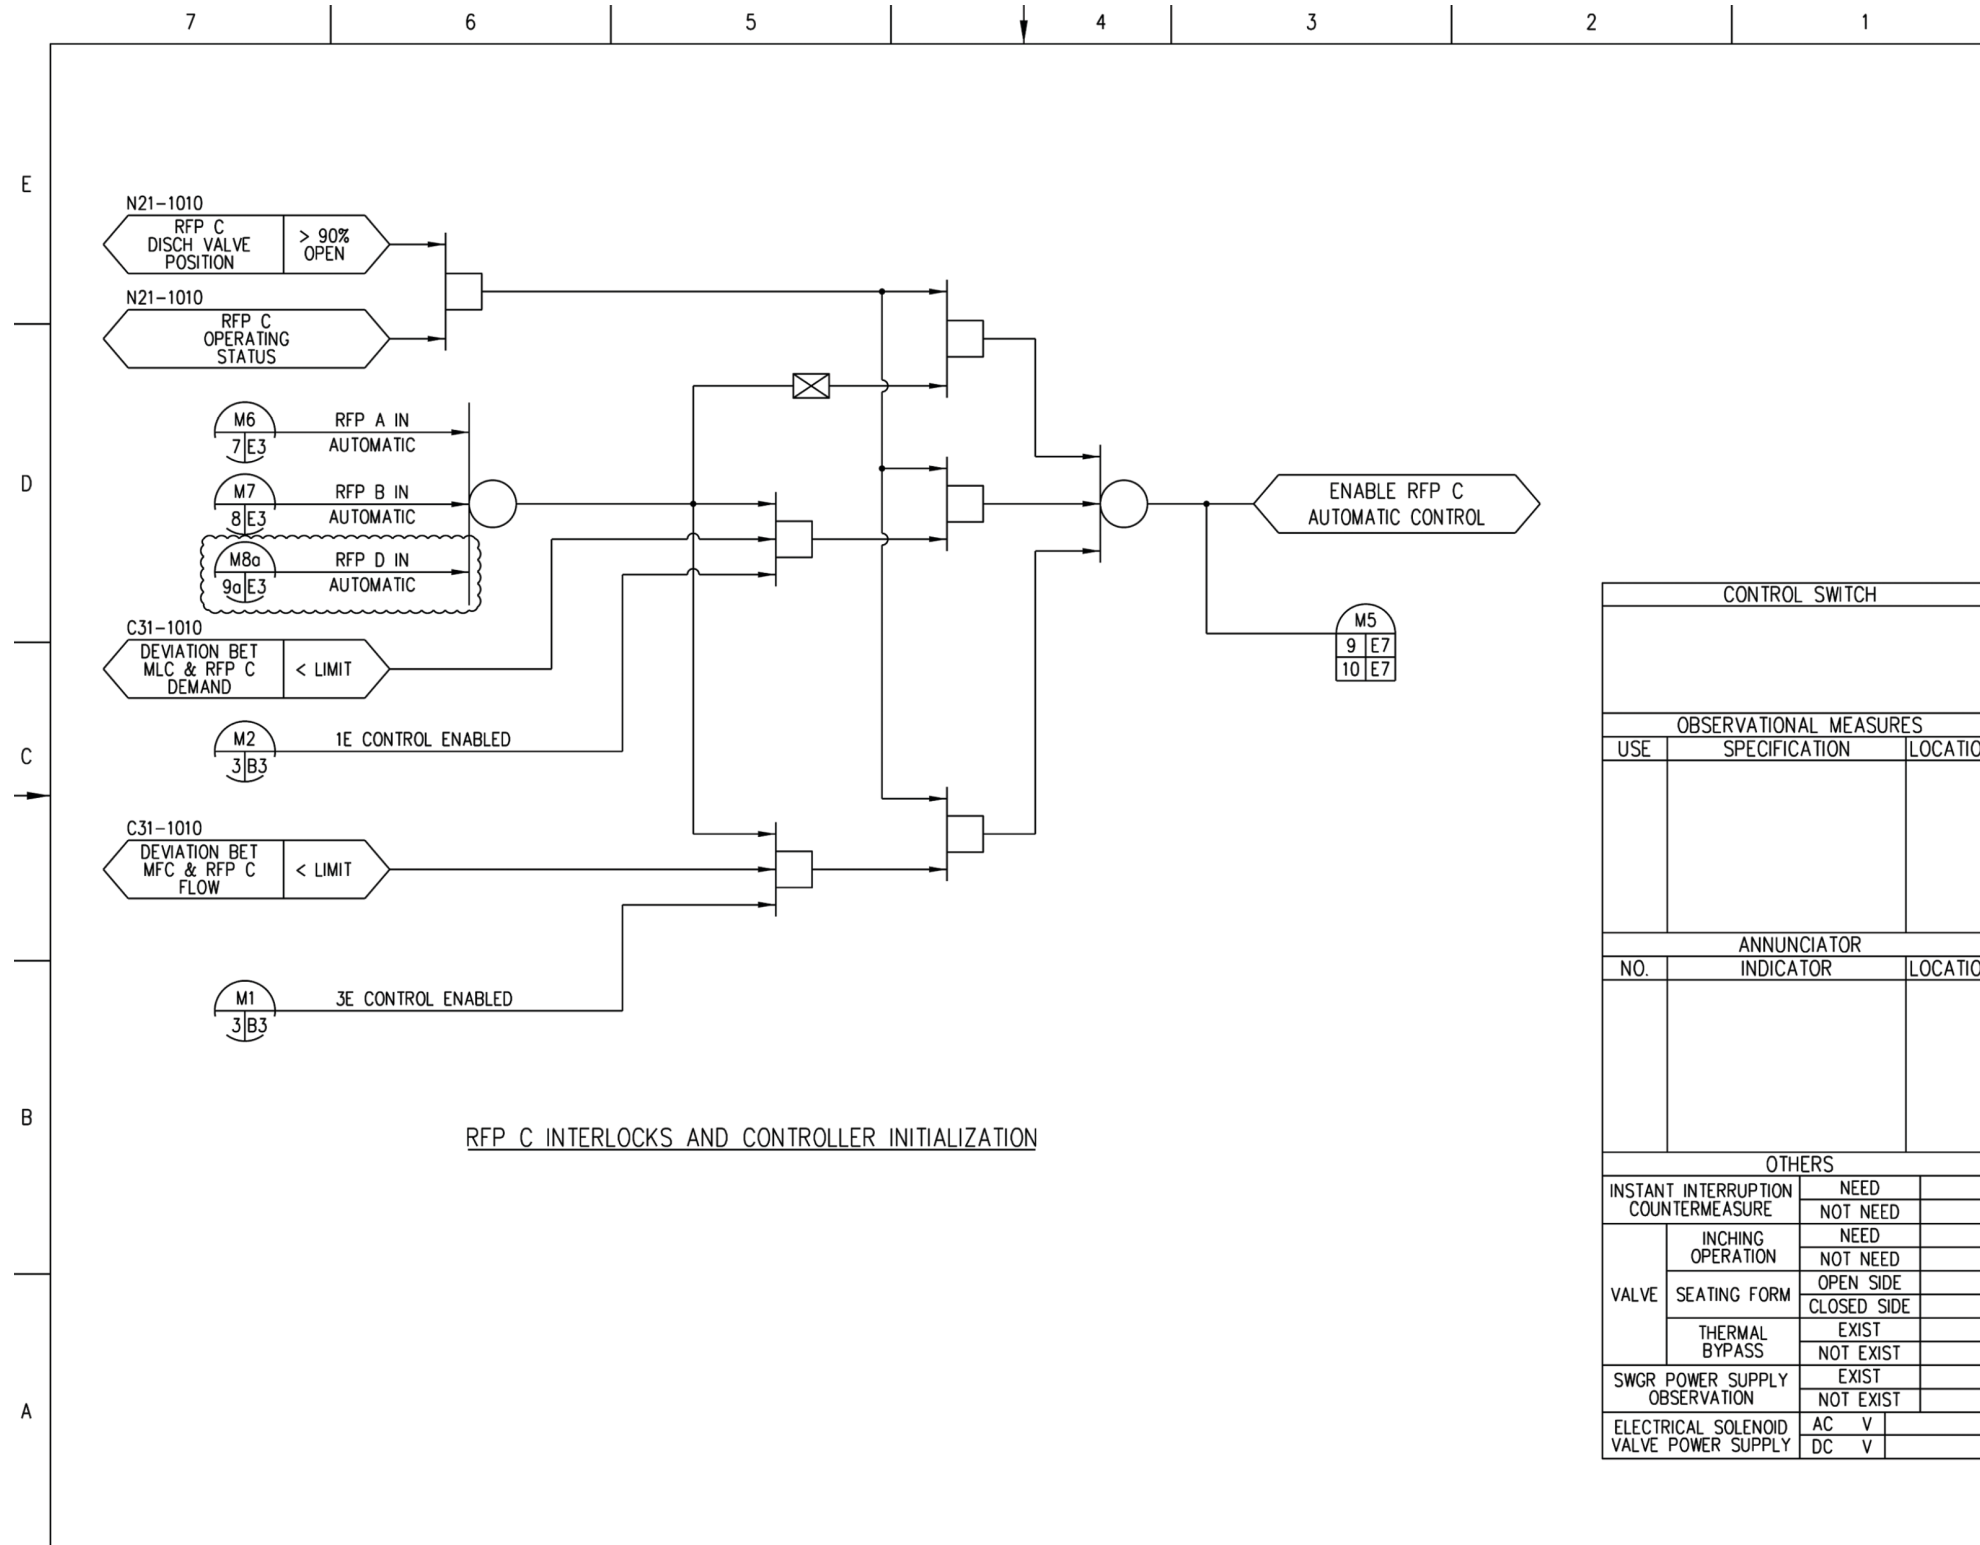 7 6 5 4 3 2 1
E
N21-1010
RFP C
DISCH VALVE
POSITION
> 90%
OPEN
N21-1010
RFP C
OPERATING
STATUS
D
M6
7 E3
RFP A IN
AUTOMATIC
M7
8 E3
RFP B IN
AUTOMATIC
M8a
9a E3
RFP D IN
AUTOMATIC
ENABLE RFP C
AUTOMATIC CONTROL
M5
9 E7
10 E7
C31-1010
DEVIATION BET
MLC & RFP C
DEMAND
< LIMIT
C
M2
3 B3
1E CONTROL ENABLED
C31-1010
DEVIATION BET
MFC & RFP C
FLOW
< LIMIT
M1
3 B3
3E CONTROL ENABLED
B
RFP C INTERLOCKS AND CONTROLLER INITIALIZATION
A
CONTROL SWITCH
OBSERVATIONAL MEASURES
USE SPECIFICATION LOCATIO
ANNUNCIATOR
NO. INDICATOR LOCATIO
OTHERS
INSTANT INTERRUPTION
COUNTERMEASURE
NEED
NOT NEED
VALVE
INCHING
OPERATION
NEED
NOT NEED
SEATING FORM
OPEN SIDE
CLOSED SIDE
THERMAL
BYPASS
EXIST
NOT EXIST
SWGR POWER SUPPLY
OBSERVATION
EXIST
NOT EXIST
ELECTRICAL SOLENOID
VALVE POWER SUPPLY
AC V
DC V